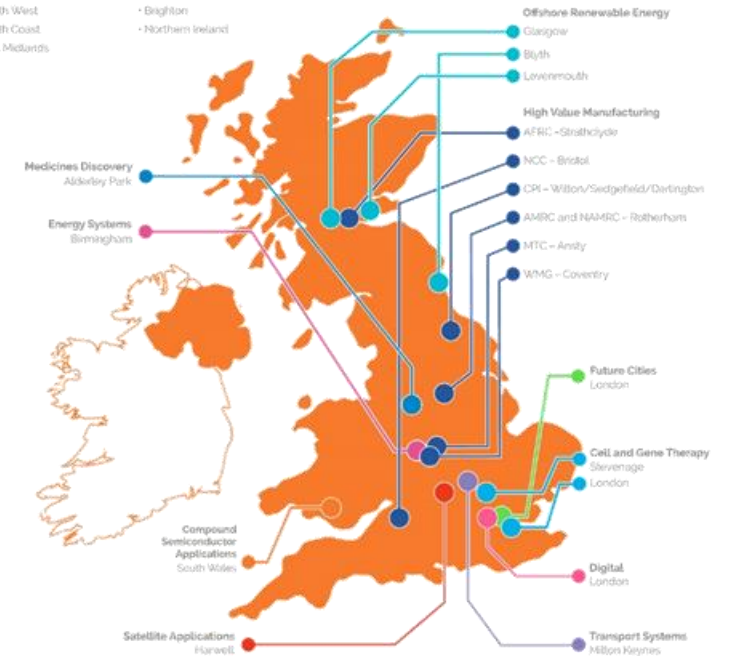 th West
th Coast
Midlands
• Brighton
• Northern Ireland
Offshore Renewable Energy
Glasgow
Blyth
Levenmouth
High Value Manufacturing
AFRC –Strathclyde
NCC – Bristol
CPI – Wilton/Sedgefield/Darlington
AMRC and NAMRC – Rotherham
MTC – Ansty
WMG – Coventry
Medicines Discovery
Alderley Park
Energy Systems
Birmingham
Future Cities
London
Cell and Gene Therapy
Stevenage
London
Compound
Semiconductor
Applications
South Wales
Digital
London
Satellite Applications
Harwell
Transport Systems
Milton Keynes